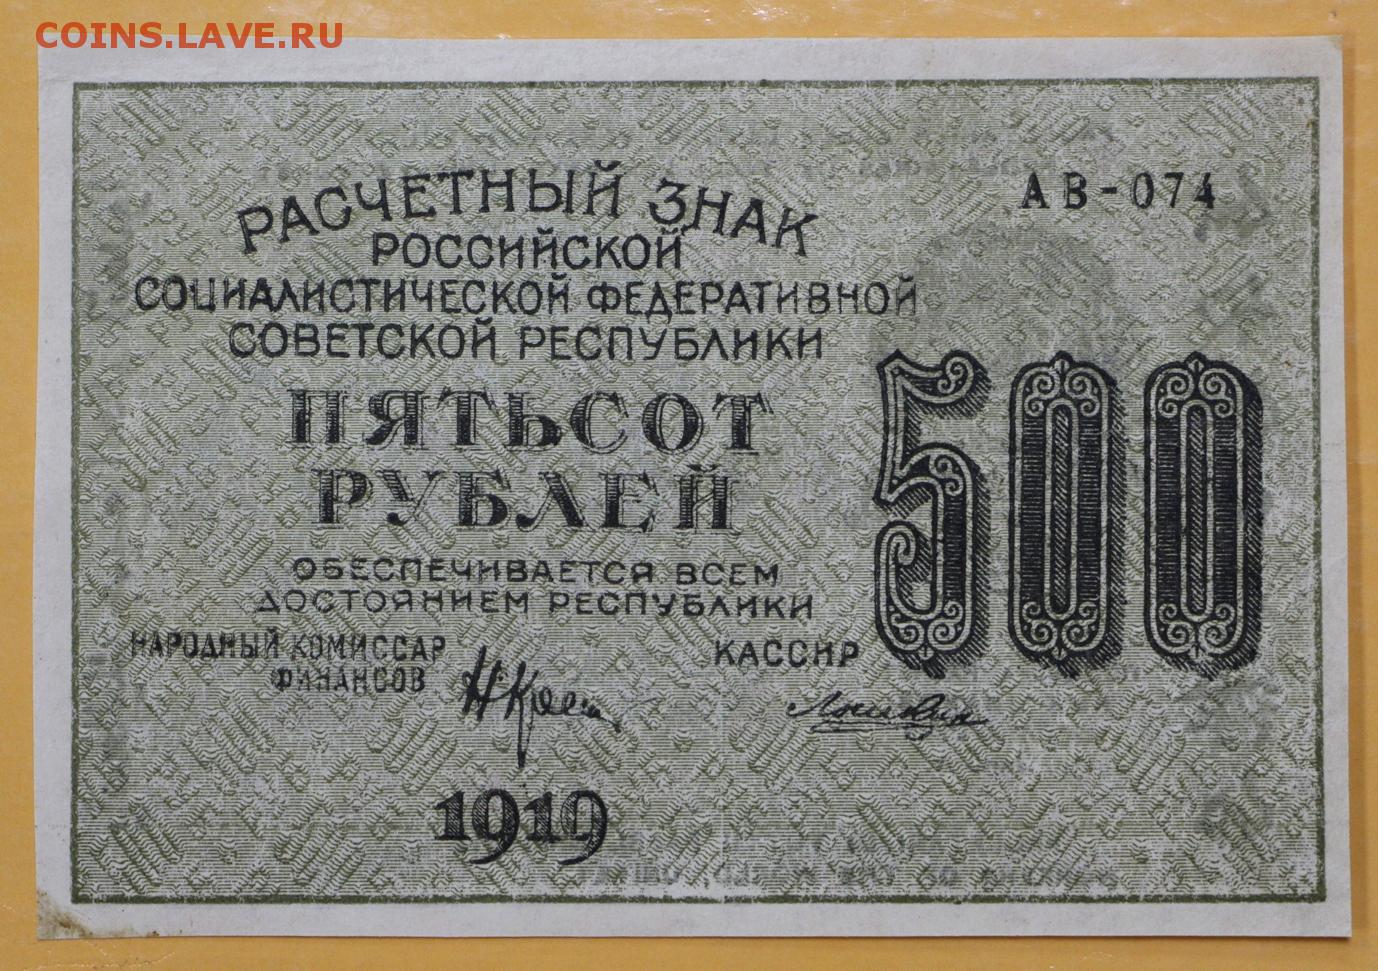 COINS.LAVE.RU
АВ-074
РАСЧЕТНЫЙ ЗНАК
РОССИЙСКОЙ
СОЦИАЛИСТИЧЕСКОЙ ФЕДЕРАТИВНОЙ
СОВЕТСКОЙ РЕСПУБЛИКИ
ПЯТЬСОТ
РУБЛЕЙ
500
ОБЕСПЕЧИВАЕТСЯ ВСЕМ
ДОСТОЯНИЕМ РЕСПУБЛИКИ
НАРОДНЫЙ КОМИССАР
ФИНАНСОВ
КАССИР
1919